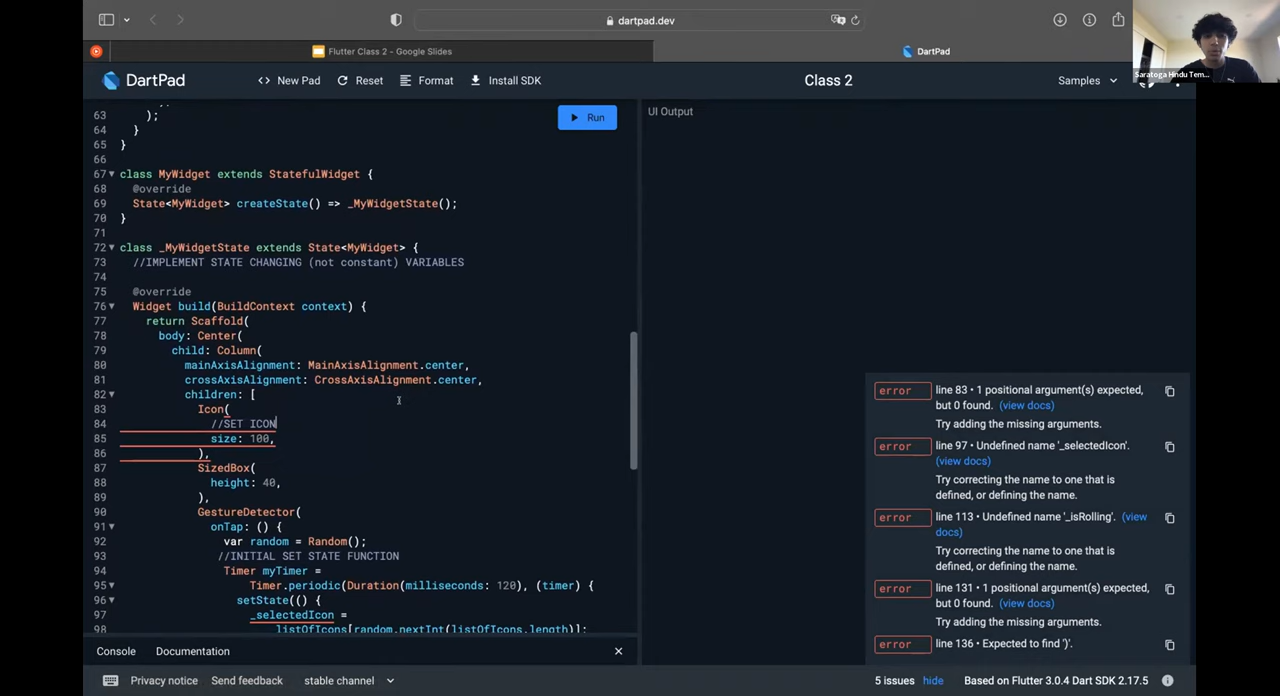 dartpad.dev
Flutter Class 2 - Google Slides
DartPad
Saratoga Hindu Tem...
DartPad
<> New Pad
Reset
Format
Install SDK
Class 2
Samples
Run
UI Output
63 );
64 }
65 }
66
67 class MyWidget extends StatefulWidget {
68 @override
69 State<MyWidget> createState() => _MyWidgetState();
70 }
71
72 class _MyWidgetState extends State<MyWidget> {
73 //IMPLEMENT STATE CHANGING (not constant) VARIABLES
74
75 @override
76 Widget build(BuildContext context) {
77 return Scaffold(
78 body: Center(
79 child: Column(
80 mainAxisAlignment: MainAxisAlignment.center,
81 crossAxisAlignment: CrossAxisAlignment.center,
82 children: [
83 Icon(
84 //SET ICON
85 size: 100,
86 ),
87 SizedBox(
88 height: 40,
89 ),
90 GestureDetector(
91 onTap: () {
92 var random = Random();
93 //INITIAL SET STATE FUNCTION
94 Timer myTimer =
95 Timer.periodic(Duration(milliseconds: 120), (timer) {
96 setState(() {
97 _selectedIcon =
98 listOfIcons[random.nextInt(listOfIcons.length)];
error line 83 • 1 positional argument(s) expected,
but 0 found. (view docs)
Try adding the missing arguments.
error line 97 • Undefined name '_selectedIcon'.
(view docs)
Try correcting the name to one that is
defined, or defining the name.
error line 113 • Undefined name '_isRolling'. (view
docs)
Try correcting the name to one that is
defined, or defining the name.
error line 131 • 1 positional argument(s) expected,
but 0 found. (view docs)
Try adding the missing arguments.
error line 136 • Expected to find ')'.
Console
Documentation
Privacy notice
Send feedback
stable channel
5 issues hide
Based on Flutter 3.0.4 Dart SDK 2.17.5